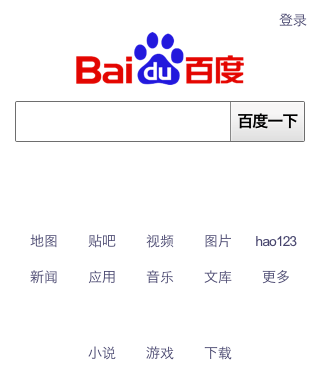 登录
Bai du 百度
百度一下
地图 贴吧 视频 图片 hao123
新闻 应用 音乐 文库 更多
小说 游戏 下载